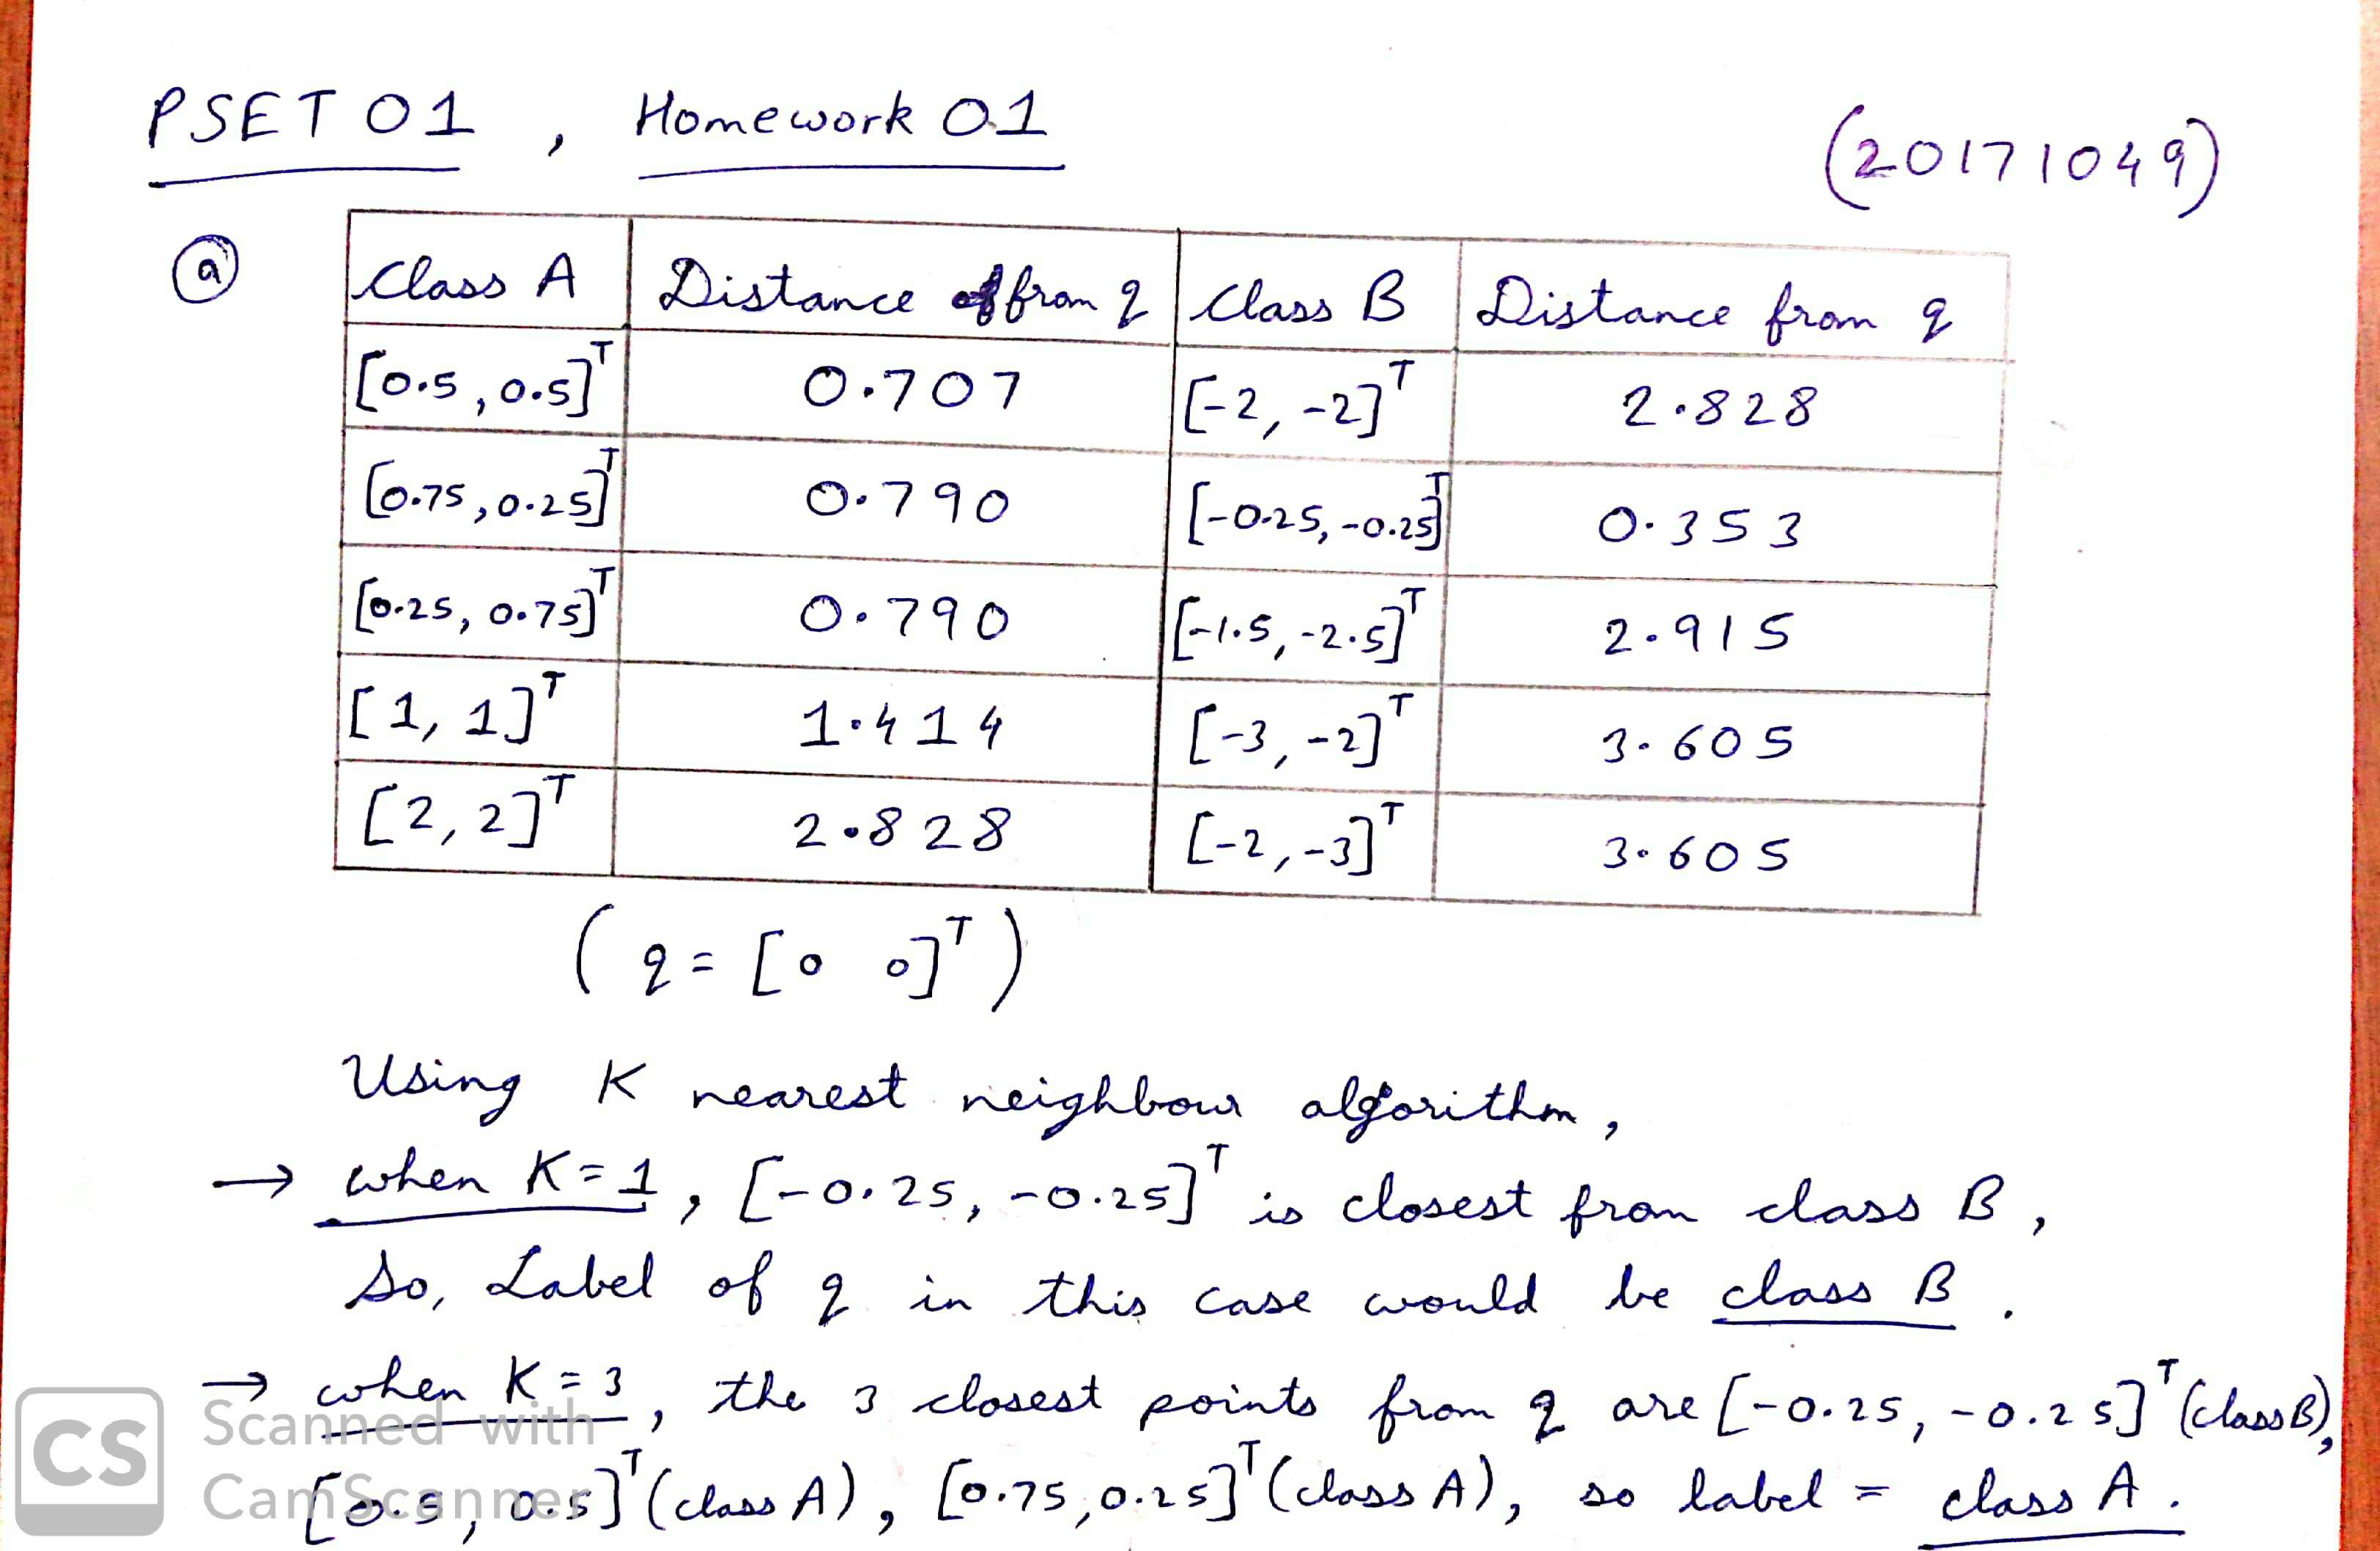 PSET 01 , Homework 01
(20171049)
(a)
Class A | Distance from q | Class B | Distance from q
[0.5, 0.5]ᵀ | 0.707 | [-2, -2]ᵀ | 2.828
[0.75, 0.25]ᵀ | 0.790 | [-0.25, -0.25]ᵀ | 0.353
[0.25, 0.75]ᵀ | 0.790 | [-1.5, -2.5]ᵀ | 2.915
[1, 1]ᵀ | 1.414 | [-3, -2]ᵀ | 3.605
[2, 2]ᵀ | 2.828 | [-2, -3]ᵀ | 3.605
(q = [0 0]ᵀ)
Using K nearest neighbour algorithm,
→ when K=1, [-0.25, -0.25]ᵀ is closest from class B,
So, Label of q in this case would be class B.
→ when K=3, the 3 closest points from q are [-0.25, -0.25]ᵀ (class B),
[0.5, 0.5]ᵀ (class A), [0.75, 0.25]ᵀ (class A), so label = class A.
CS
Scanned with
CamScanner